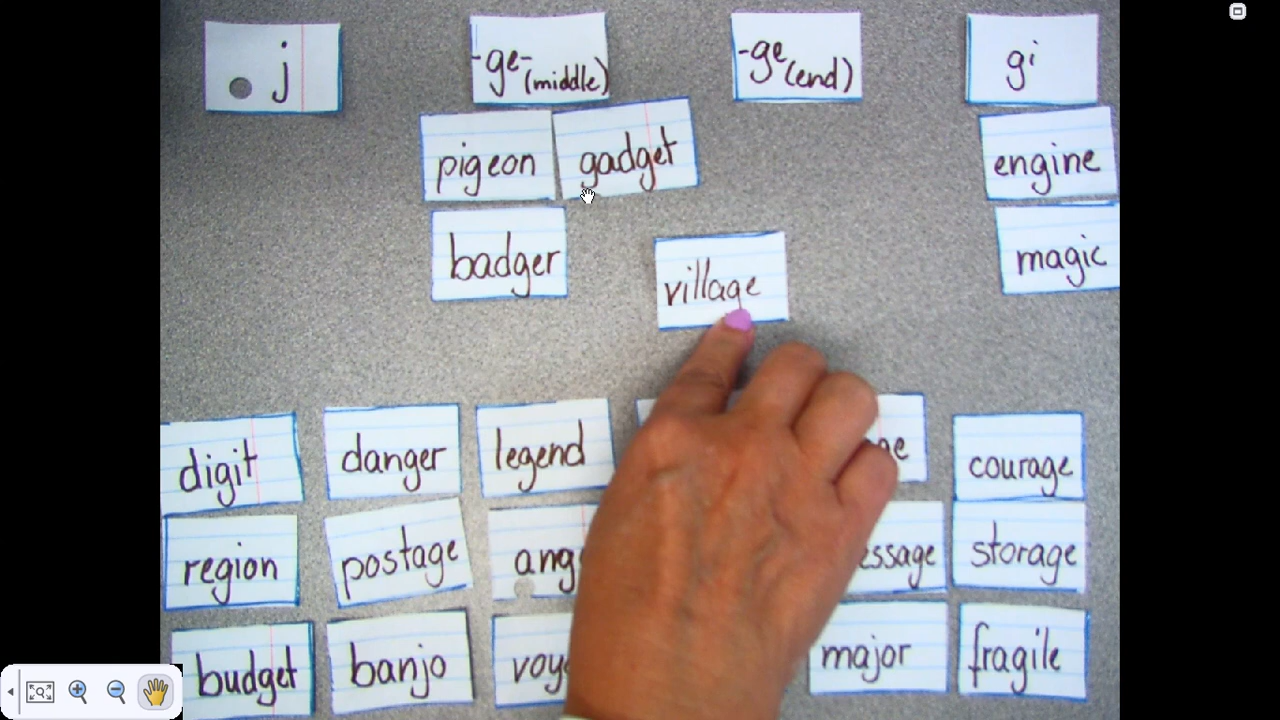 j
-ge-
(middle)
-ge
(end)
gi
pigeon
gadget
engine
badger
village
magic
digit
danger
legend
courage
region
postage
storage
budget
banjo
major
fragile